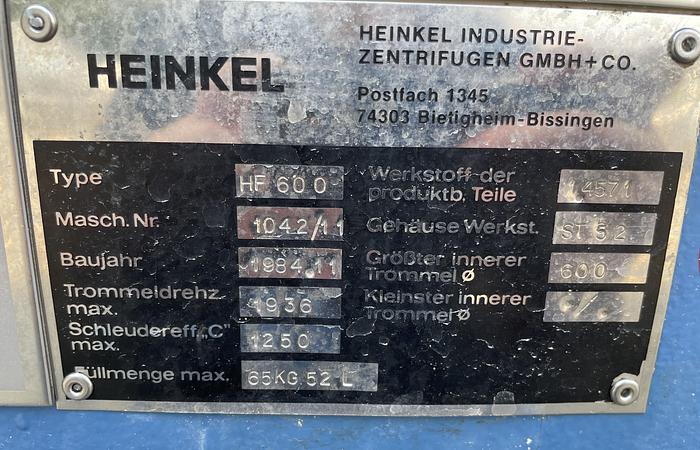 HEINKEL
HEINKEL INDUSTRIE-
ZENTRIFUGEN GMBH+CO.
Postfach 1345
74303 Bietigheim-Bissingen
Type HF 600
Masch. Nr. 1042/11
Baujahr 1984,11
Trommeldrehz.
max. 1936
Schleudereff. „C"
max. 1250
Füllmenge max. 65KG 52 L
Werkstoff der
produktb. Teile 1.4571
Gehäuse Werkst. ST 52
Größter innerer
Trommel ø 600
Kleinster innerer
Trommel ø